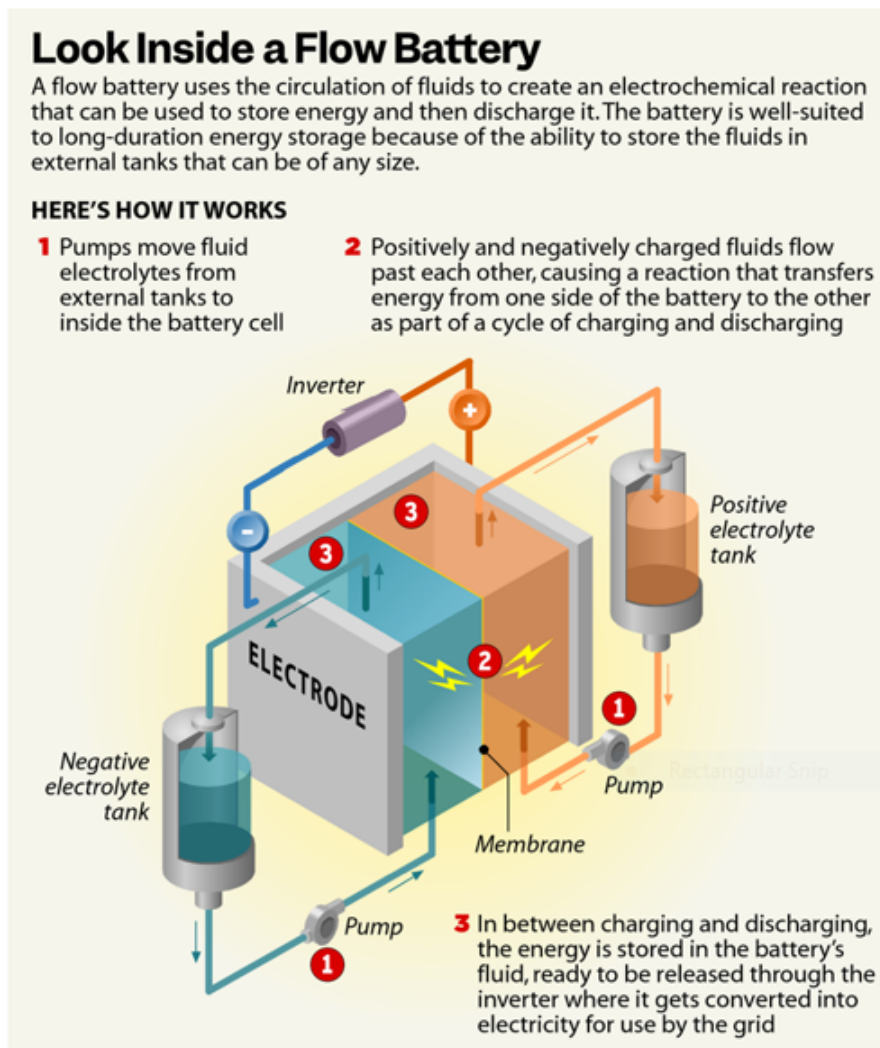 Look Inside a Flow Battery
A flow battery uses the circulation of fluids to create an electrochemical reaction
that can be used to store energy and then discharge it. The battery is well-suited
to long-duration energy storage because of the ability to store the fluids in
external tanks that can be of any size.
HERE'S HOW IT WORKS
1 Pumps move fluid
electrolytes from
external tanks to
inside the battery cell
2 Positively and negatively charged fluids flow
past each other, causing a reaction that transfers
energy from one side of the battery to the other
as part of a cycle of charging and discharging
Inverter
+
3
Positive
electrolyte
tank
-
3
ELECTRODE
2
1
Negative
electrolyte
tank
Rectangular Snip
Pump
Membrane
Pump
1
3 In between charging and discharging,
the energy is stored in the battery's
fluid, ready to be released through the
inverter where it gets converted into
electricity for use by the grid